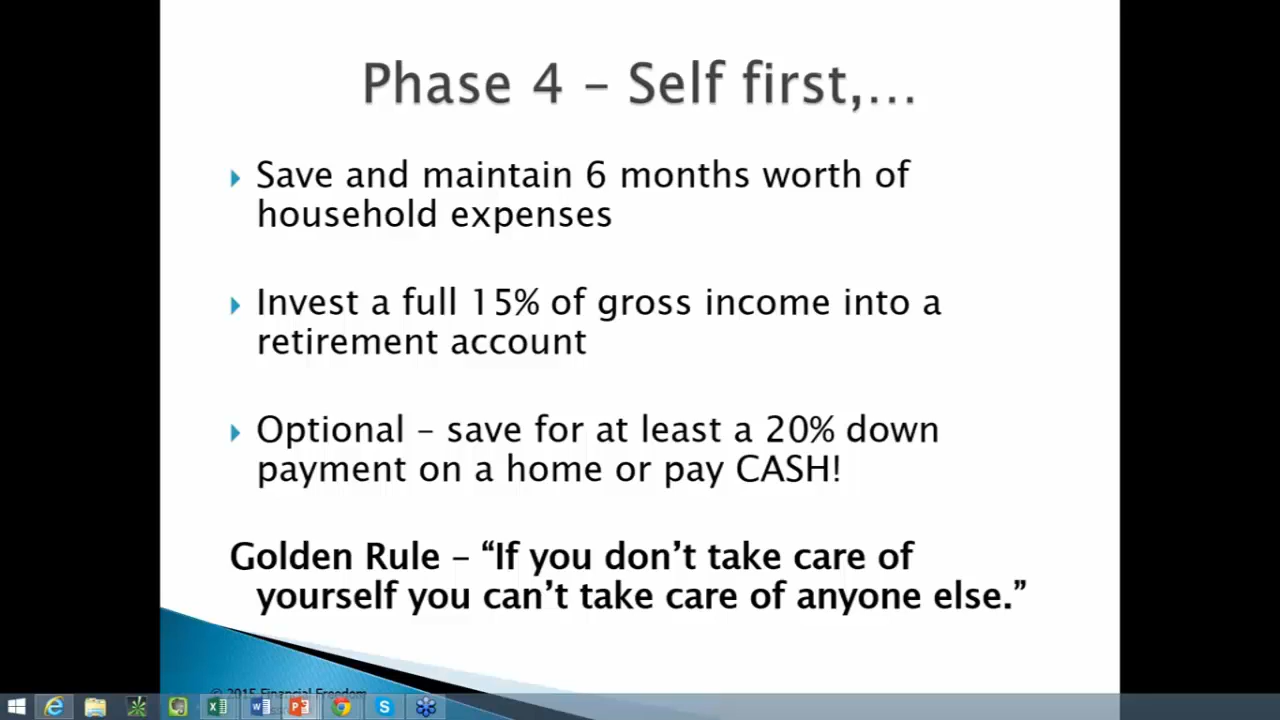 Phase 4 – Self first,…
Save and maintain 6 months worth of
household expenses
Invest a full 15% of gross income into a
retirement account
Optional – save for at least a 20% down
payment on a home or pay CASH!
Golden Rule – “If you don’t take care of
yourself you can’t take care of anyone else.”
© 2015 Financial Freedom